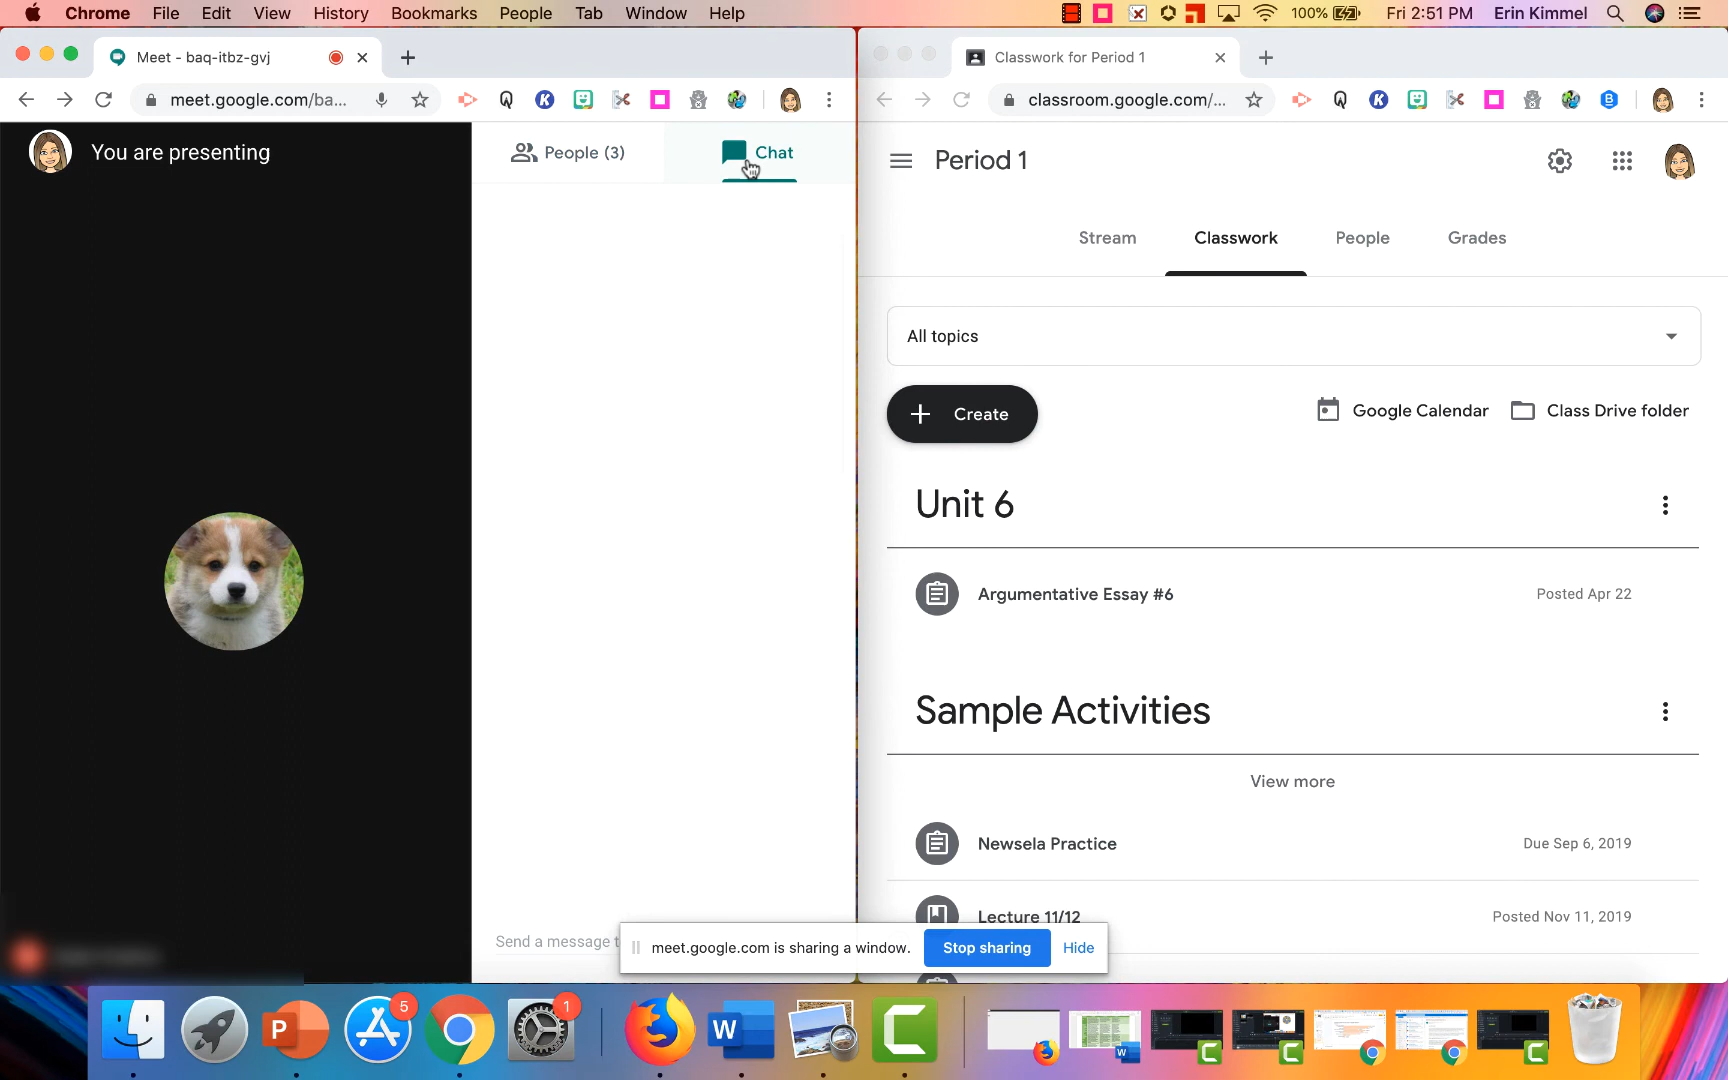 Chrome File Edit View History Bookmarks People Tab Window Help 100% Fri 2:51 PM Erin Kimmel
Meet - baq-itbz-gvj
meet.google.com/ba...
You are presenting
People (3)
Chat
Send a message t
Classwork for Period 1
classroom.google.com/...
Period 1
Stream Classwork People Grades
All topics
Create
Google Calendar Class Drive folder
Unit 6
Argumentative Essay #6 Posted Apr 22
Sample Activities
View more
Newsela Practice Due Sep 6, 2019
Lecture 11/12 Posted Nov 11, 2019
meet.google.com is sharing a window. Stop sharing Hide
5
1